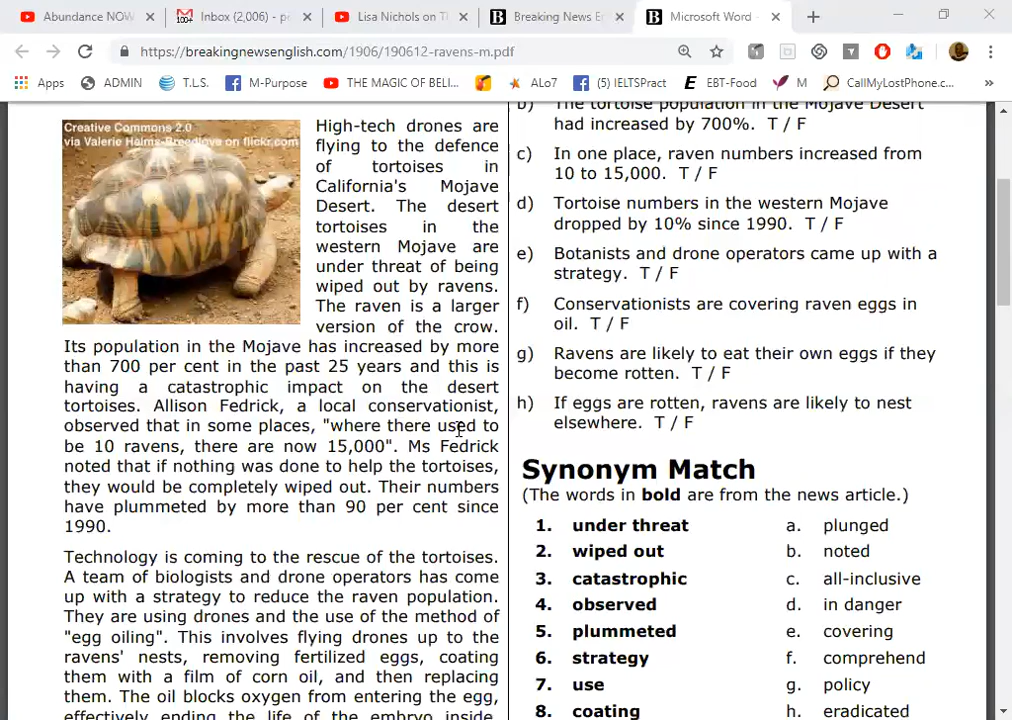 Abundance NOW
100+ Inbox (2,006) - p
Lisa Nichols on T
Breaking News E
Microsoft Word -
https://breakingnewsenglish.com/1906/190612-ravens-m.pdf
Apps ADMIN T.L.S. M-Purpose THE MAGIC OF BELI... ALo7 (5) IELTSPract EBT-Food M CallMyLostPhone.c... »
Creative Commons 2.0
via Valerie Halms-Breedlove on flickr.com
High-tech drones are
flying to the defence
of tortoises in
California's Mojave
Desert. The desert
tortoises in the
western Mojave are
under threat of being
wiped out by ravens.
The raven is a larger
version of the crow.
Its population in the Mojave has increased by more
than 700 per cent in the past 25 years and this is
having a catastrophic impact on the desert
tortoises. Allison Fedrick, a local conservationist,
observed that in some places, "where there used to
be 10 ravens, there are now 15,000". Ms Fedrick
noted that if nothing was done to help the tortoises,
they would be completely wiped out. Their numbers
have plummeted by more than 90 per cent since
1990.
Technology is coming to the rescue of the tortoises.
A team of biologists and drone operators has come
up with a strategy to reduce the raven population.
They are using drones and the use of the method of
"egg oiling". This involves flying drones up to the
ravens' nests, removing fertilized eggs, coating
them with a film of corn oil, and then replacing
them. The oil blocks oxygen from entering the egg,
effectively ending the life of the embryo inside.
b) The tortoise population in the Mojave Desert
had increased by 700%. T / F
c) In one place, raven numbers increased from
10 to 15,000. T / F
d) Tortoise numbers in the western Mojave
dropped by 10% since 1990. T / F
e) Botanists and drone operators came up with a
strategy. T / F
f) Conservationists are covering raven eggs in
oil. T / F
g) Ravens are likely to eat their own eggs if they
become rotten. T / F
h) If eggs are rotten, ravens are likely to nest
elsewhere. T / F
Synonym Match
(The words in bold are from the news article.)
1. under threat a. plunged
2. wiped out b. noted
3. catastrophic c. all-inclusive
4. observed d. in danger
5. plummeted e. covering
6. strategy f. comprehend
7. use g. policy
8. coating h. eradicated